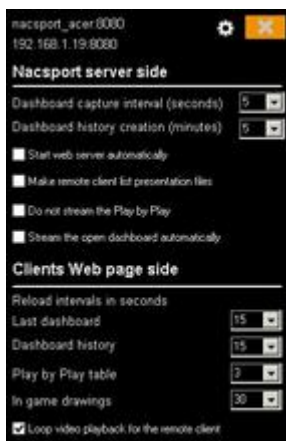 nacsport_acer:8080
192.168.1.19:8080
Nacsport server side
Dashboard capture interval (seconds) 5
Dashboard history creation (minutes) 5
Start web server automatically
Make remote client list presentation files
Do not stream the Play by Play
Stream the open dashboard automatically
Clients Web page side
Reload intervals in seconds
Last dashboard 15
Dashboard history 15
Play by Play table 3
In game drawings 30
Loop video playback for the remote client